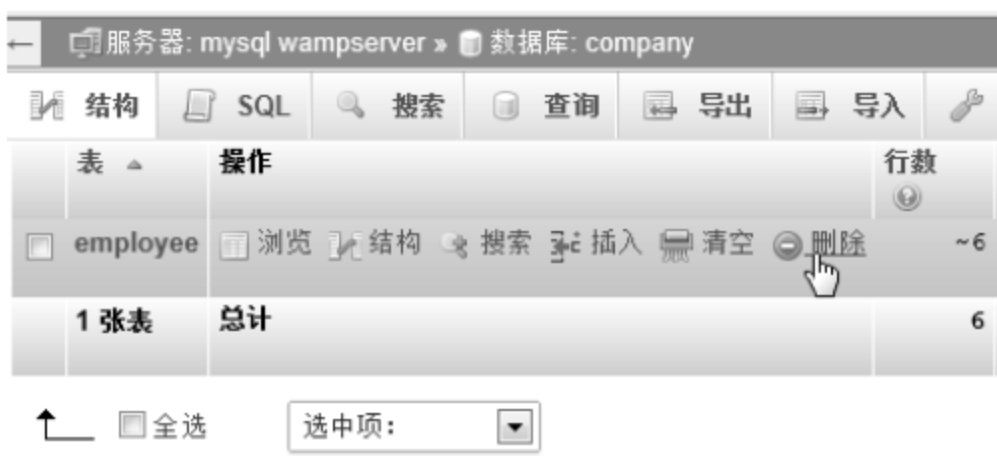 服务器: mysql wampserver » 数据库: company
结构 SQL 搜索 查询 导出 导入
表 操作 行数
employee 浏览 结构 搜索 插入 清空 删除 ~6
1 张表 总计 6
全选 选中项: